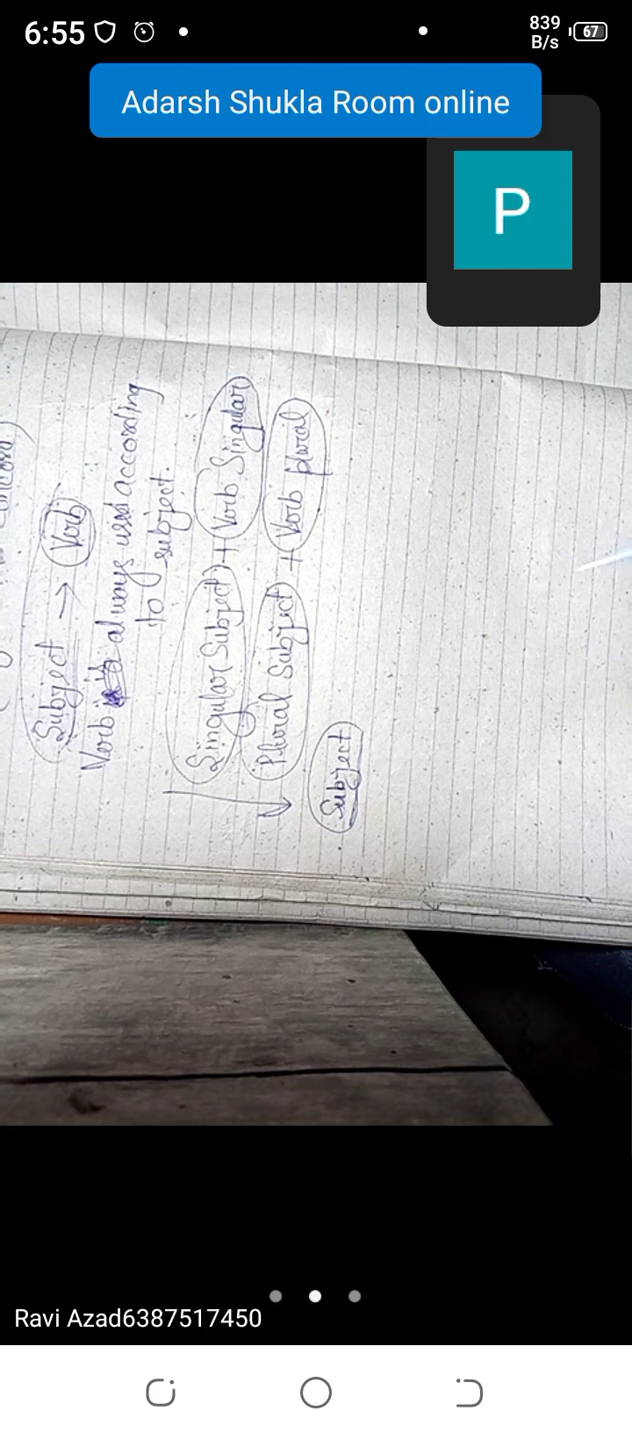 6:55
839
B/s
67
Adarsh Shukla Room online
P
Subject → Verb
Verb always used according
to subject.
Singular Subject + Verb Singular
Plural Subject + Verb plural
Subject
Ravi Azad6387517450